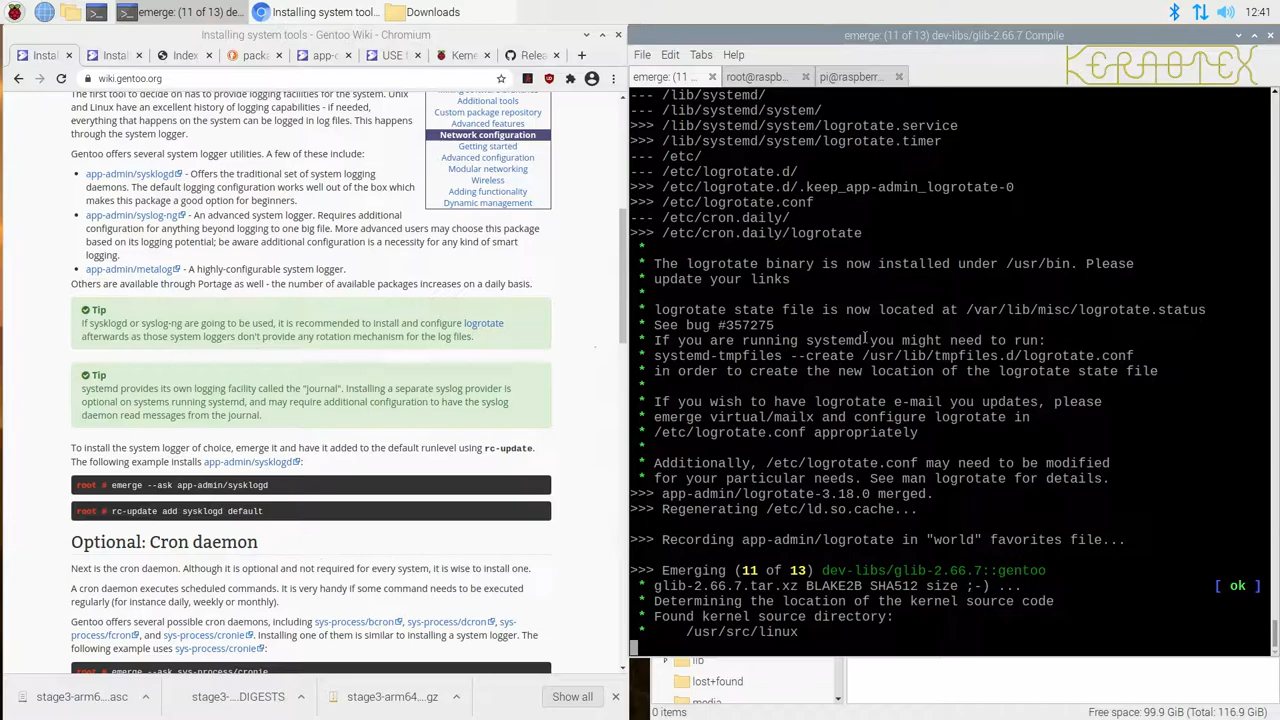 emerge: (11 of 13) de...
Installing system tool...
Downloads
12:41
Installing system tools - Gentoo Wiki - Chromium
Instal
Instal
Index
packa
app-c
USE f
Kerne
Relea
wiki.gentoo.org
The first tool to decide on has to provide logging facilities for the system. Unix
and Linux have an excellent history of logging capabilities - if needed,
everything that happens on the system can be logged in log files. This happens
through the system logger.
Gentoo offers several system logger utilities. A few of these include:
app-admin/sysklogd - Offers the traditional set of system logging
daemons. The default logging configuration works well out of the box which
makes this package a good option for beginners.
app-admin/syslog-ng - An advanced system logger. Requires additional
configuration for anything beyond logging to one big file. More advanced users may choose this package
based on its logging potential; be aware additional configuration is a necessity for any kind of smart
logging.
app-admin/metalog - A highly-configurable system logger.
Others are available through Portage as well - the number of available packages increases on a daily basis.
Additional tools
Custom package repository
Advanced features
Network configuration
Getting started
Advanced configuration
Modular networking
Wireless
Adding functionality
Dynamic management
Tip
If sysklogd or syslog-ng are going to be used, it is recommended to install and configure logrotate
afterwards as those system loggers don't provide any rotation mechanism for the log files.
Tip
systemd provides its own logging facility called the "journal". Installing a separate syslog provider is
optional on systems running systemd, and may require additional configuration to have the syslog
daemon read messages from the journal.
To install the system logger of choice, emerge it and have it added to the default runlevel using rc-update.
The following example installs app-admin/sysklogd:
root # emerge --ask app-admin/sysklogd
root # rc-update add sysklogd default
Optional: Cron daemon
Next is the cron daemon. Although it is optional and not required for every system, it is wise to install one.
A cron daemon executes scheduled commands. It is very handy if some command needs to be executed
regularly (for instance daily, weekly or monthly).
Gentoo offers several possible cron daemons, including sys-process/bcron, sys-process/dcron, sys-
process/fcron, and sys-process/cronie. Installing one of them is similar to installing a system logger. The
following example uses sys-process/cronie:
root # emerge --ask sys-process/cronie
stage3-arm6....asc
stage3-....DIGESTS
stage3-arm64....gz
Show all
emerge: (11 of 13) dev-libs/glib-2.66.7 Compile
File Edit Tabs Help
KEROTEX
emerge: (11 ...
root@raspb...
pi@raspberr...
--- /lib/systemd/
--- /lib/systemd/system/
>>> /lib/systemd/system/logrotate.service
>>> /lib/systemd/system/logrotate.timer
--- /etc/
--- /etc/logrotate.d/
>>> /etc/logrotate.d/.keep_app-admin_logrotate-0
>>> /etc/logrotate.conf
--- /etc/cron.daily/
>>> /etc/cron.daily/logrotate
*
* The logrotate binary is now installed under /usr/bin. Please
* update your links
*
* logrotate state file is now located at /var/lib/misc/logrotate.status
* See bug #357275
* If you are running systemd you might need to run:
* systemd-tmpfiles --create /usr/lib/tmpfiles.d/logrotate.conf
* in order to create the new location of the logrotate state file
*
* If you wish to have logrotate e-mail you updates, please
* emerge virtual/mailx and configure logrotate in
* /etc/logrotate.conf appropriately
*
* Additionally, /etc/logrotate.conf may need to be modified
* for your particular needs. See man logrotate for details.
>>> app-admin/logrotate-3.18.0 merged.
>>> Regenerating /etc/ld.so.cache...
>>> Recording app-admin/logrotate in "world" favorites file...
>>> Emerging (11 of 13) dev-libs/glib-2.66.7::gentoo
* glib-2.66.7.tar.xz BLAKE2B SHA512 size ;-) ... [ ok ]
* Determining the location of the kernel source code
* Found kernel source directory:
* /usr/src/linux
lib
lost+found
media
0 items
Free space: 99.9 GiB (Total: 116.9 GiB)